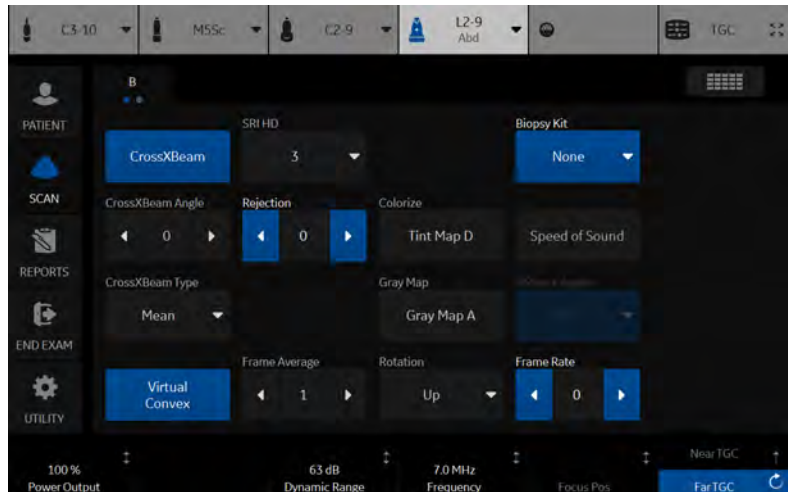 C3-10
M5Sc
C2-9
L2-9
Abd
TGC
PATIENT
SCAN
REPORTS
END EXAM
UTILITY
B
CrossXBeam
SRI HD
3
Biopsy Kit
None
CrossXBeam Angle
0
Rejection
0
Colorize
Tint Map D
Speed of Sound
CrossXBeam Type
Mean
Gray Map
Gray Map A
Virtual
Convex
Frame Average
1
Rotation
Up
Frame Rate
0
100 %
Power Output
63 dB
Dynamic Range
7.0 MHz
Frequency
Focus Pos
Near TGC
Far TGC